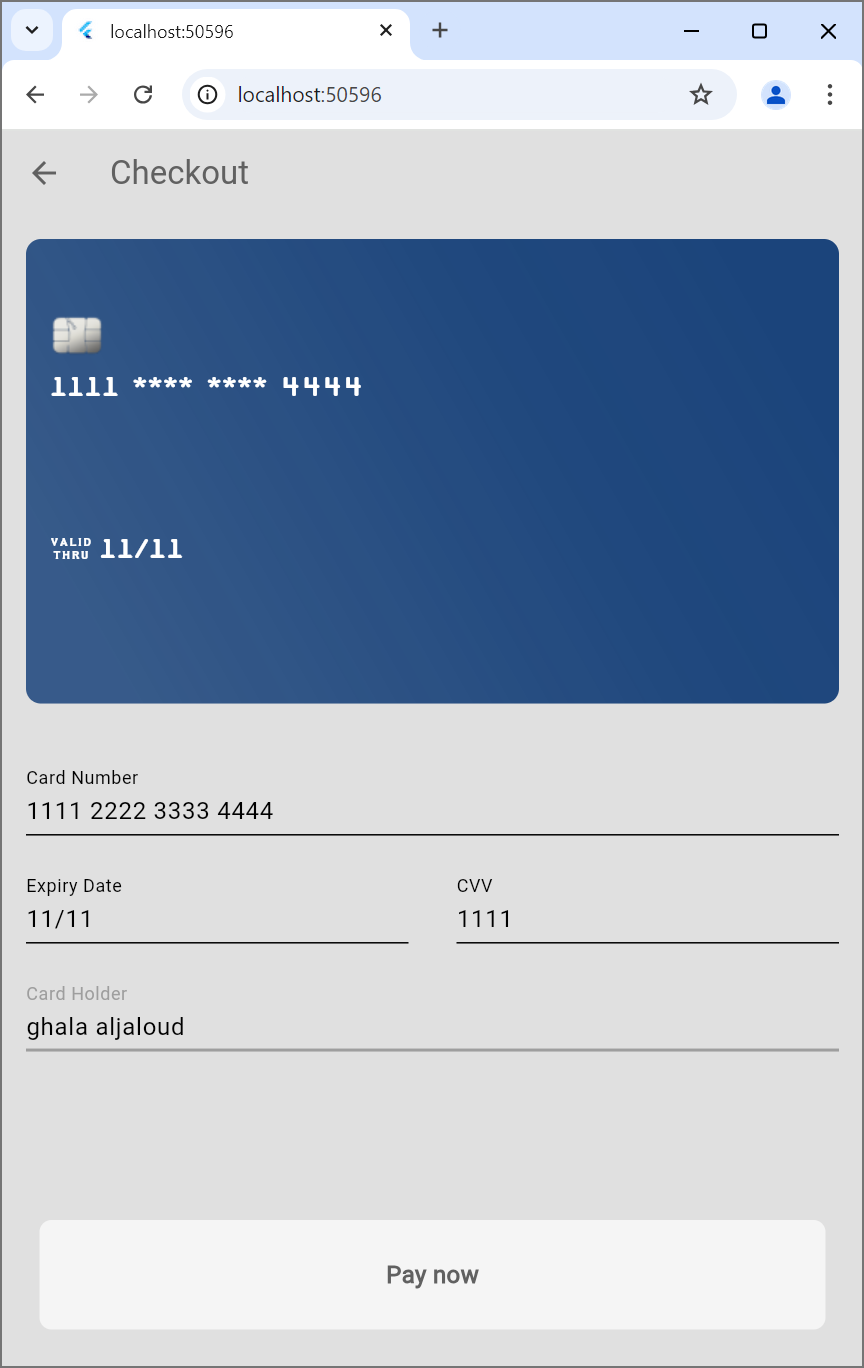 localhost:50596
localhost:50596
Checkout
1111 **** **** 4444
VALID
THRU 11/11
Card Number
1111 2222 3333 4444
Expiry Date CVV
11/11 1111
Card Holder
ghala aljaloud
Pay now